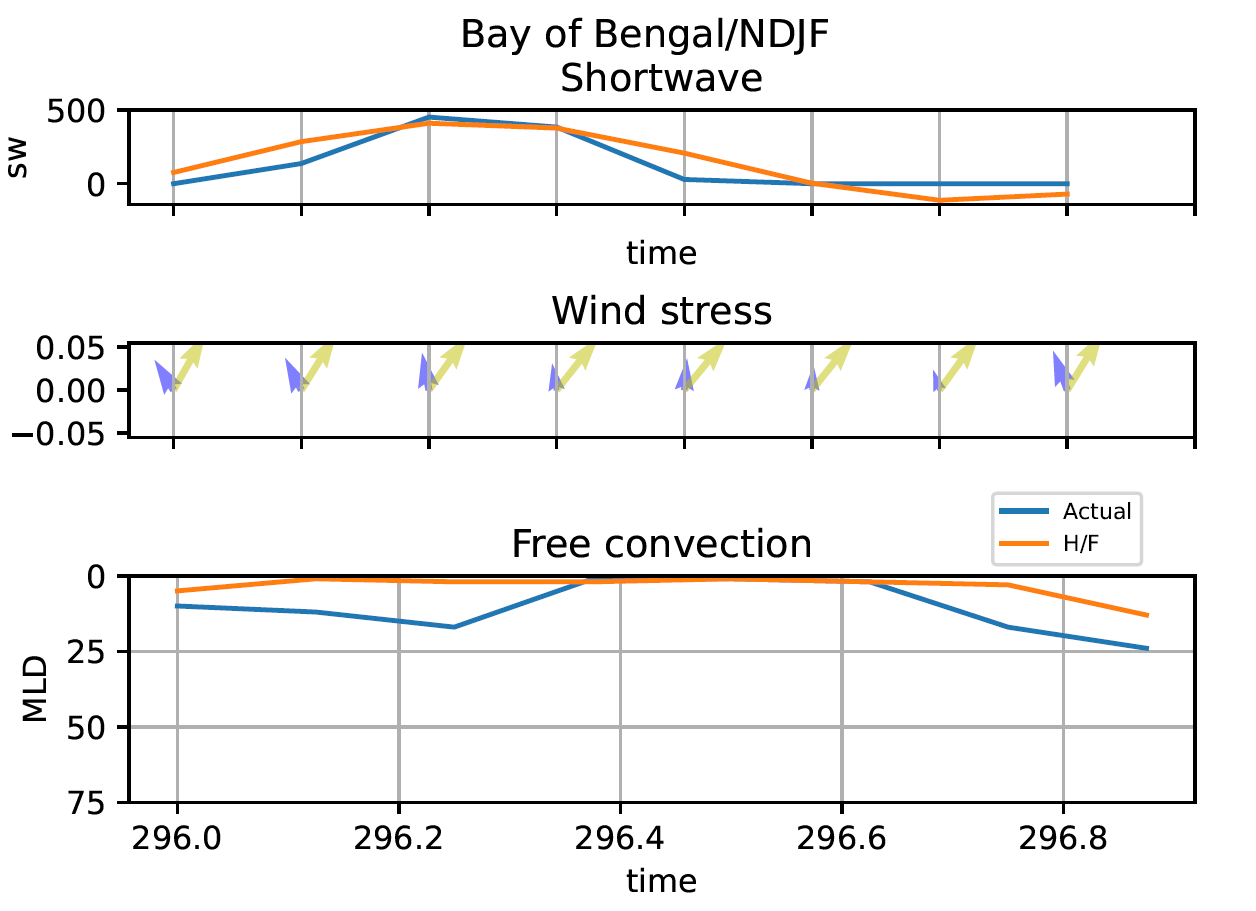 Bay of Bengal/NDJF
Shortwave
500
0
sw
time
Wind stress
0.05
0.00
−0.05
Actual
H/F
Free convection
0
25
50
75
MLD
296.0 296.2 296.4 296.6 296.8
time